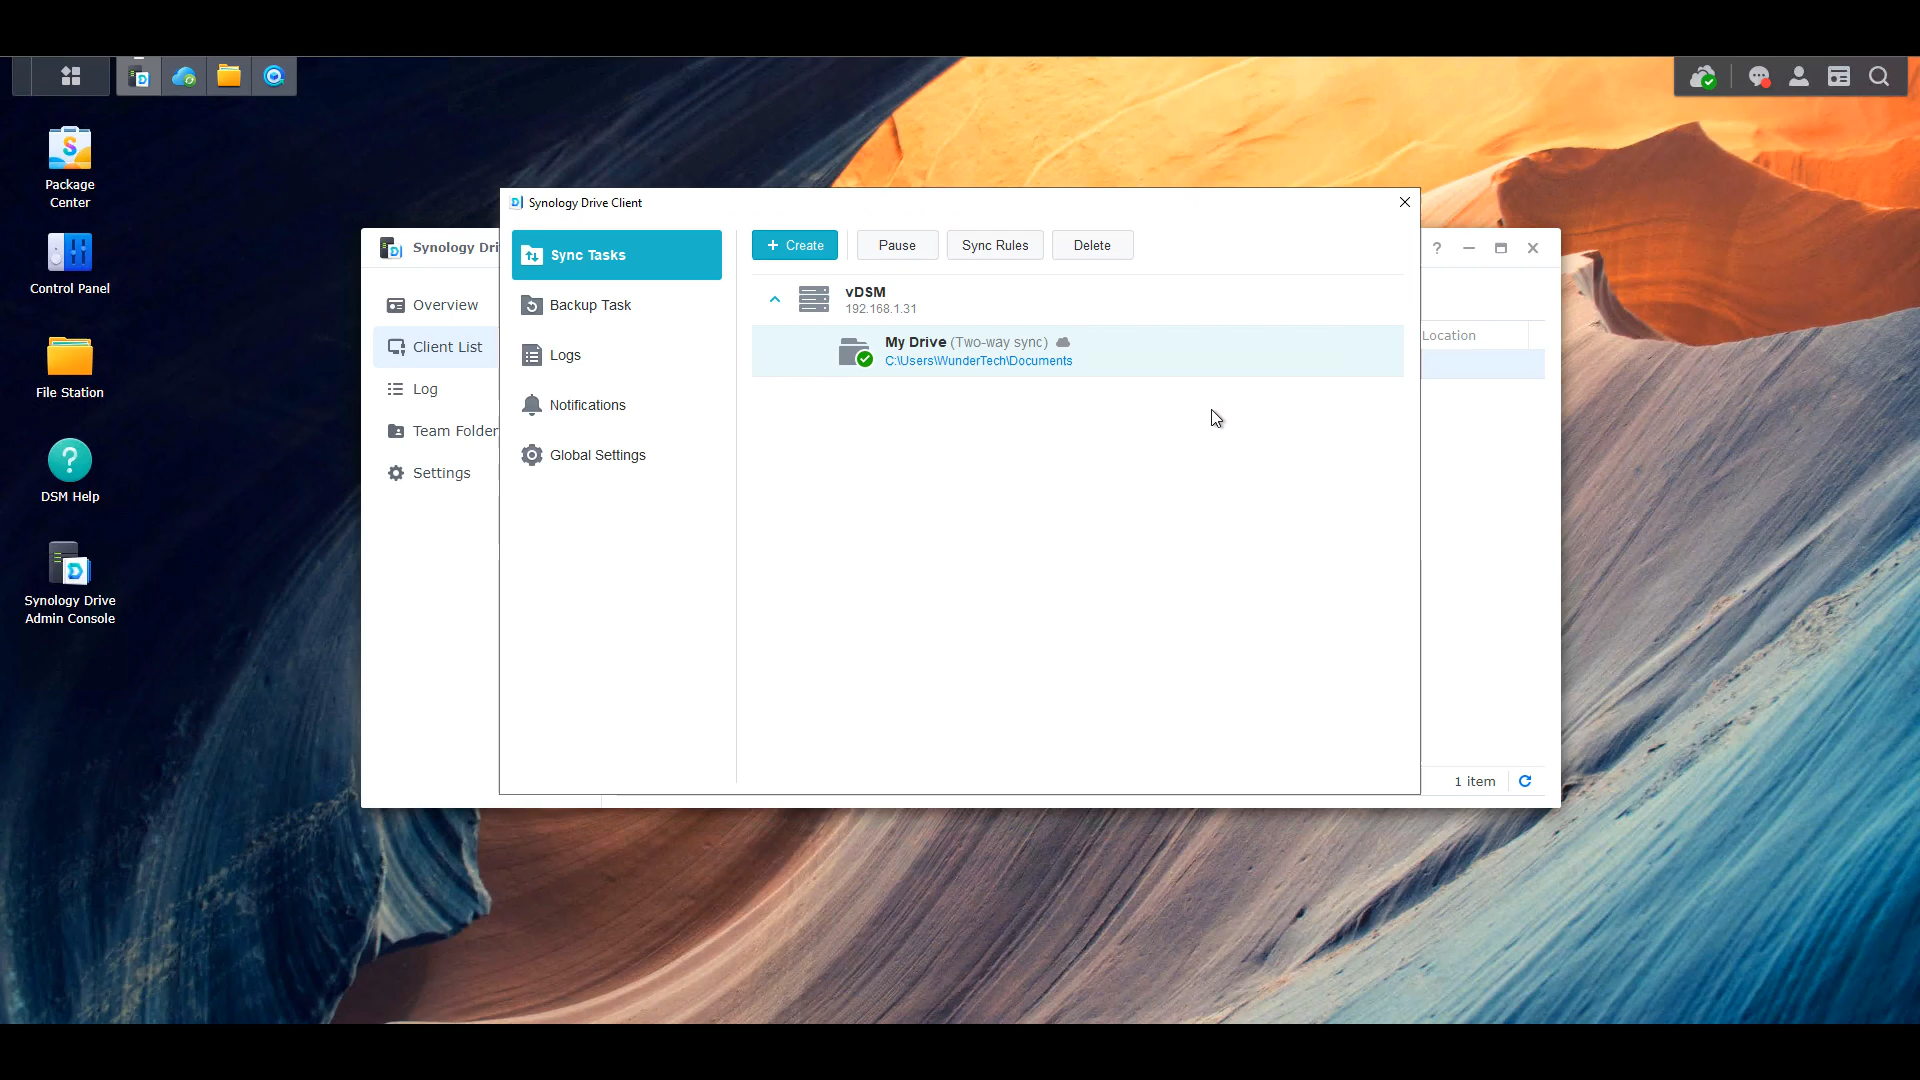 Package
Center
Control Panel
File Station
?
DSM Help
Synology Drive
Admin Console
Synology Dri
Overview
Client List
Log
Team Folder
Settings
Synology Drive Client
Sync Tasks
Backup Task
Logs
Notifications
Global Settings
+ Create
Pause
Sync Rules
Delete
vDSM
192.168.1.31
My Drive (Two-way sync)
C:\Users\WunderTech\Documents
?
Location
1 item